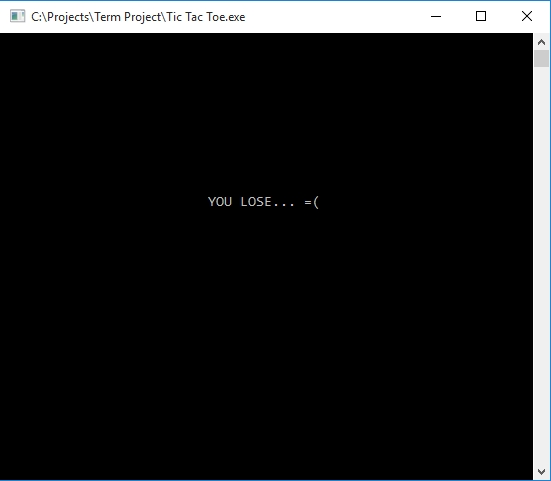 C:\Projects\Term Project\Tic Tac Toe.exe
YOU LOSE... =(